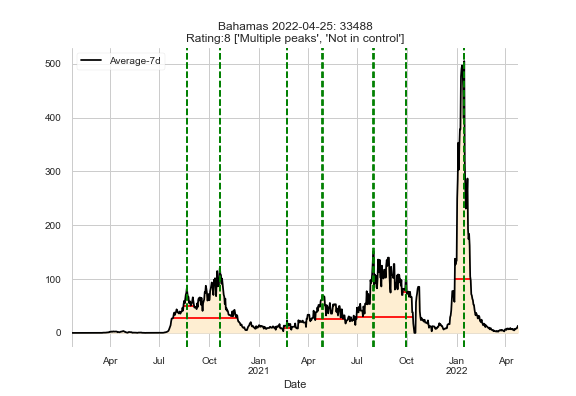 Bahamas 2022-04-25: 33488
Rating:8 ['Multiple peaks', 'Not in control']
Average-7d
500
400
300
200
100
0
Apr Jul Oct Jan Apr Jul Oct Jan Apr
2021 2022
Date